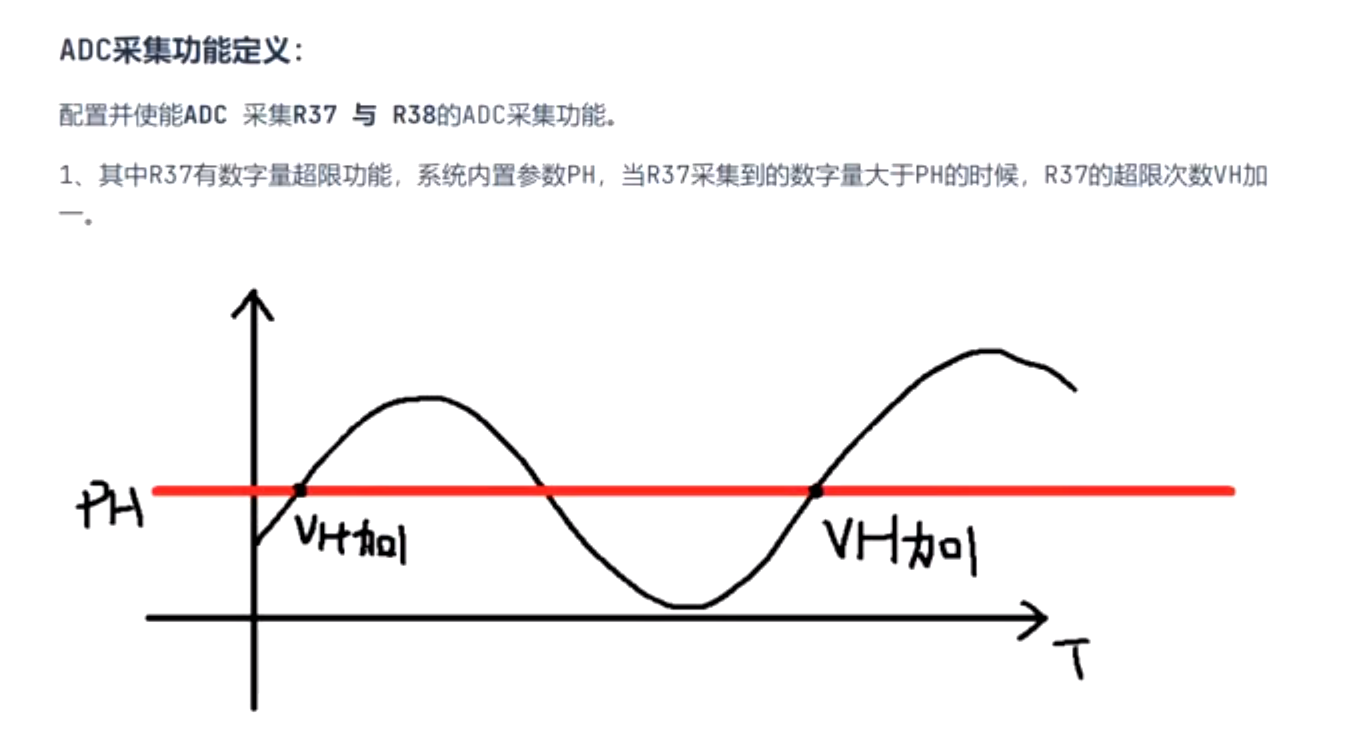 ADC采集功能定义：
配置并使能ADC 采集R37 与 R38的ADC采集功能。
1、其中R37有数字量超限功能，系统内置参数PH，当R37采集到的数字量大于PH的时候，R37的超限次数VH加
一。
PH
VH加1
VH加1
T